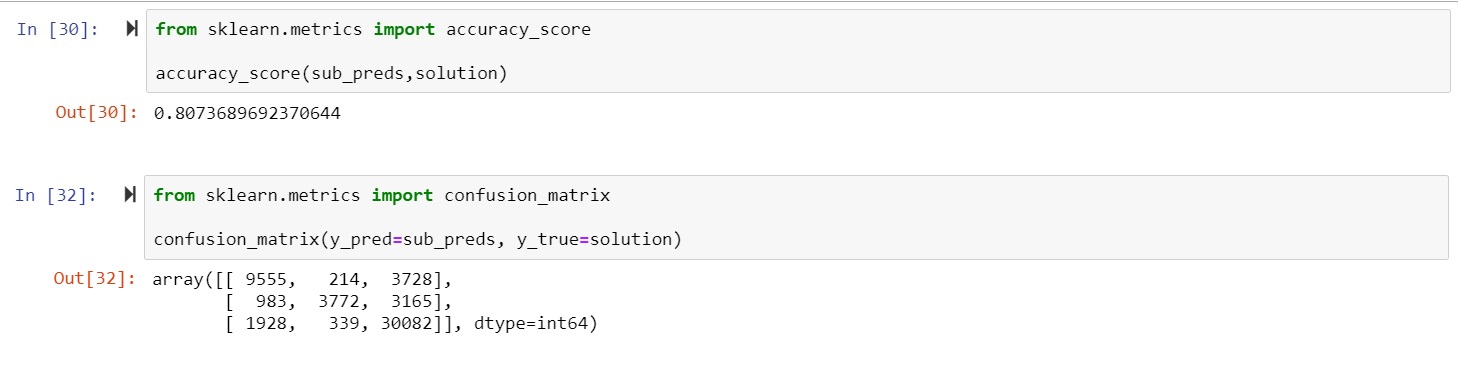 In [30]: from sklearn.metrics import accuracy_score
accuracy_score(sub_preds,solution)
Out[30]: 0.8073689692370644
In [32]: from sklearn.metrics import confusion_matrix
confusion_matrix(y_pred=sub_preds, y_true=solution)
Out[32]: array([[ 9555,   214,  3728],
[  983,  3772,  3165],
[ 1928,   339, 30082]], dtype=int64)